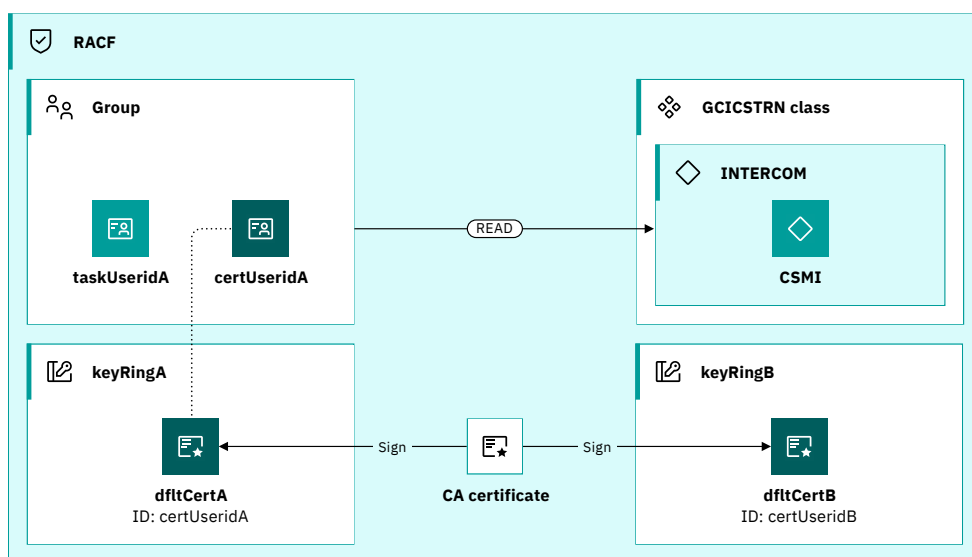 RACF
Group
GCICSTRN class
INTERCOM
READ
taskUseridA
certUseridA
CSMI
keyRingA
keyRingB
Sign
Sign
dfltCertA
ID: certUseridA
CA certificate
dfltCertB
ID: certUseridB